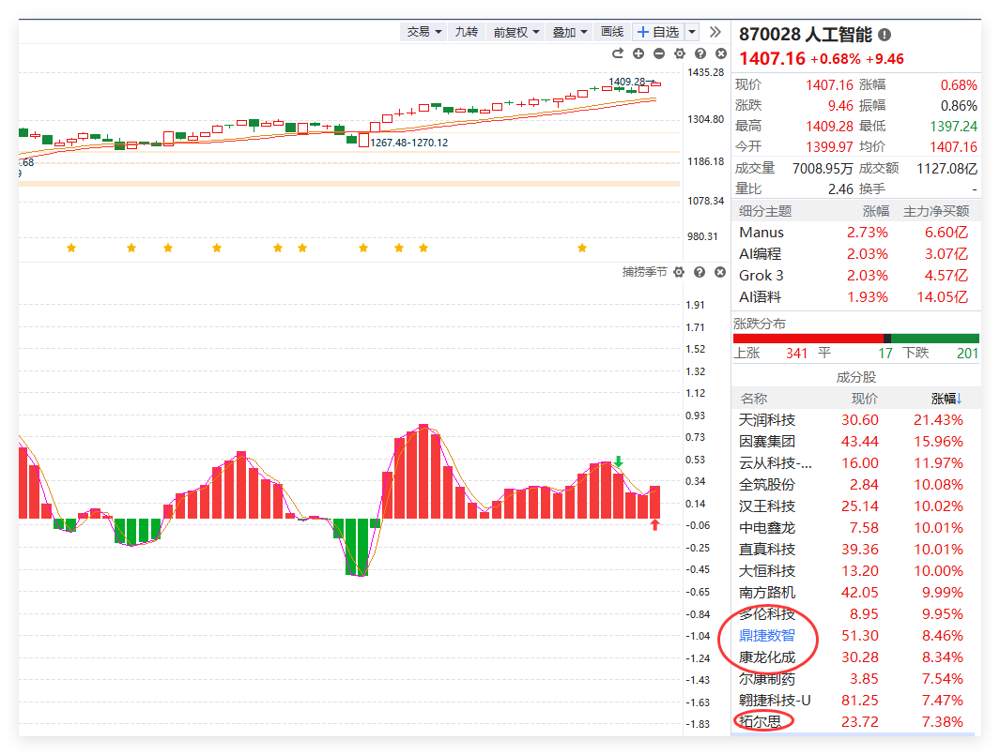 交易 九转 前复权 叠加 画线 自选
870028 人工智能
1407.16 +0.68% +9.46
现价 1407.16 涨幅 0.68%
涨跌 9.46 振幅 0.86%
最高 1409.28 最低 1397.24
今开 1399.97 均价 1407.16
成交量 7008.95万 成交额 1127.08亿
量比 2.46 换手 -
细分主题 涨幅 主力净买额
Manus 2.73% 6.60亿
AI编程 2.03% 3.07亿
Grok 3 2.03% 4.57亿
AI语料 1.93% 14.05亿
涨跌分布
上涨 341 平 17 下跌 201
成分股
名称 现价 涨幅↓
天润科技 30.60 21.43%
因赛集团 43.44 15.96%
云从科技-... 16.00 11.97%
全筑股份 2.84 10.08%
汉王科技 25.14 10.02%
中电鑫龙 7.58 10.01%
直真科技 39.36 10.01%
大恒科技 13.20 10.00%
南方路机 42.05 9.99%
多伦科技 8.95 9.95%
鼎捷数智 51.30 8.46%
康龙化成 30.28 8.34%
尔康制药 3.85 7.54%
翱捷科技-U 81.25 7.47%
拓尔思 23.72 7.38%
1435.28
1409.28
1304.80
1267.48-1270.12
1186.18
.68
9
1078.34
980.31
捕捞季节
1.91
1.71
1.52
1.32
1.12
0.93
0.73
0.53
0.34
0.14
-0.06
-0.25
-0.45
-0.65
-0.84
-1.04
-1.24
-1.43
-1.63
-1.83